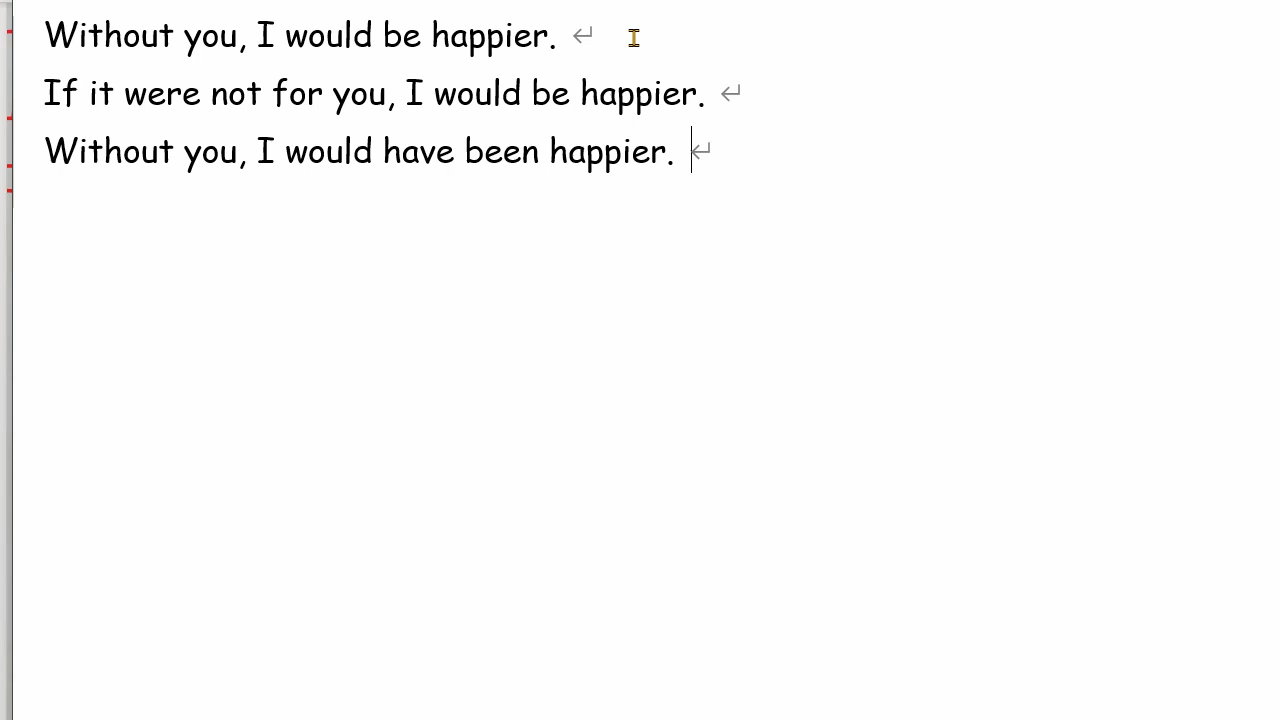 Without you, I would be happier.
If it were not for you, I would be happier.
Without you, I would have been happier.